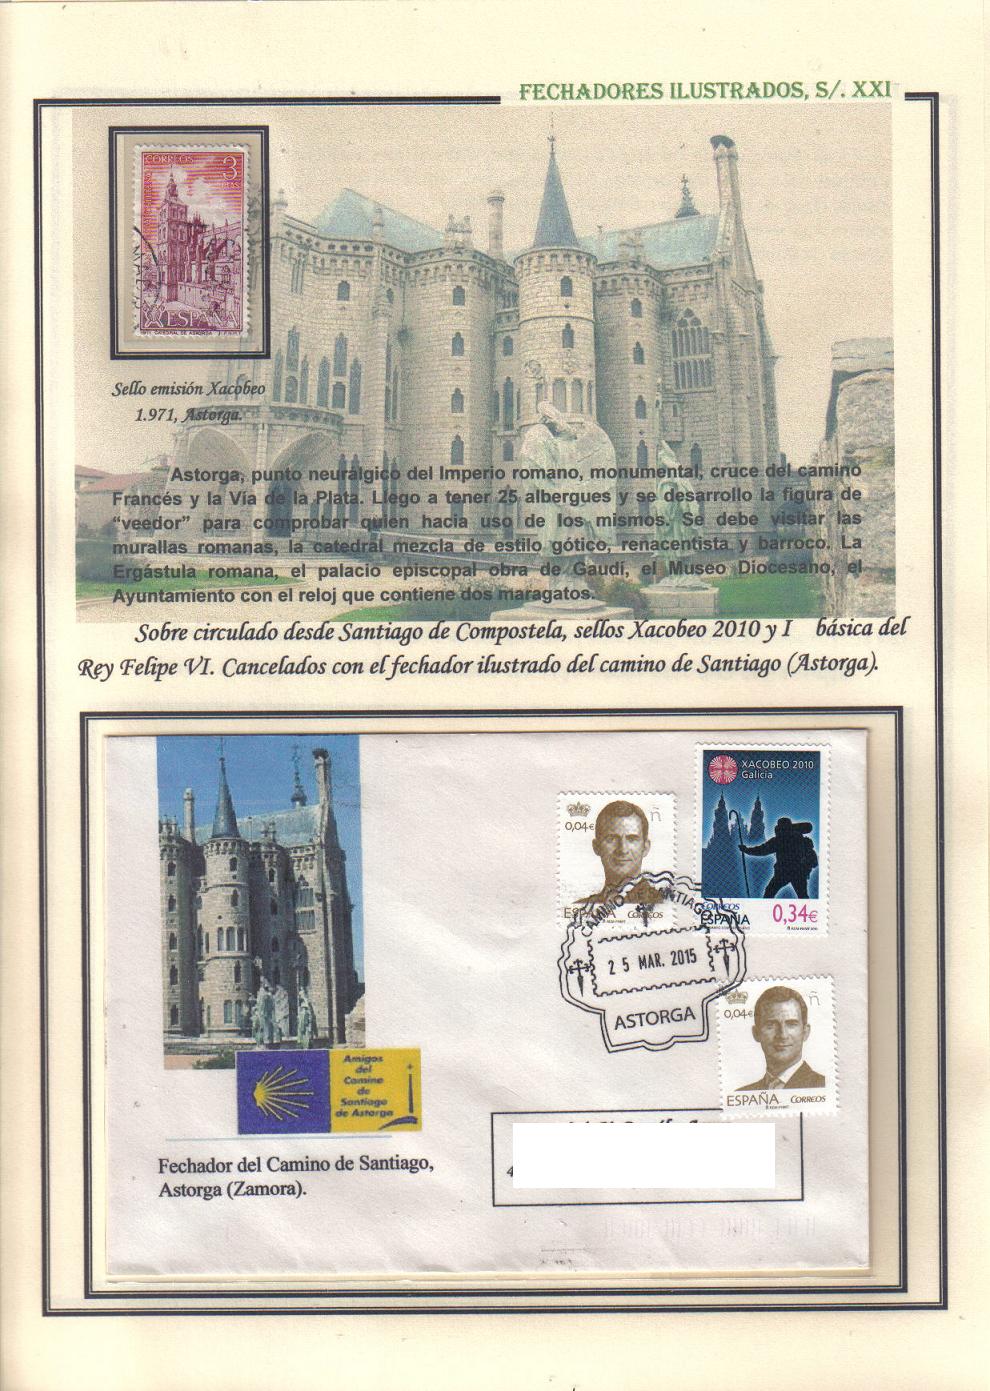 FECHADORES ILUSTRADOS, S/. XXI
CORREOS
3
PTAS
ESPAÑA
1971 CATEDRAL DE ASTORGA F.N.M.T.
Sello emisión Xacobeo
1.971, Astorga.
Astorga, punto neurálgico del Imperio romano, monumental, cruce del camino
Francés y la Vía de la Plata. Llego a tener 25 albergues y se desarrollo la figura de
“veedor” para comprobar quien hacia uso de los mismos. Se debe visitar las
murallas romanas, la catedral mezcla de estilo gótico, renacentista y barroco. La
Ergástula romana, el palacio episcopal obra de Gaudí, el Museo Diocesano, el
Ayuntamiento con el reloj que contiene dos maragatos.
Sobre circulado desde Santiago de Compostela, sellos Xacobeo 2010 y I básica del
Rey Felipe VI. Cancelados con el fechador ilustrado del camino de Santiago (Astorga).
XACOBEO 2010
Galicia
CORREOS
ESPAÑA
0,34€
0,04€
ñ
ESPAÑA
CORREOS
CAMINO DE SANTIAGO
25 MAR. 2015
ASTORGA
0,04€
ñ
ESPAÑA
CORREOS
Amigos
del
Camino
de
Santiago
de Astorga
Fechador del Camino de Santiago,
Astorga (Zamora).